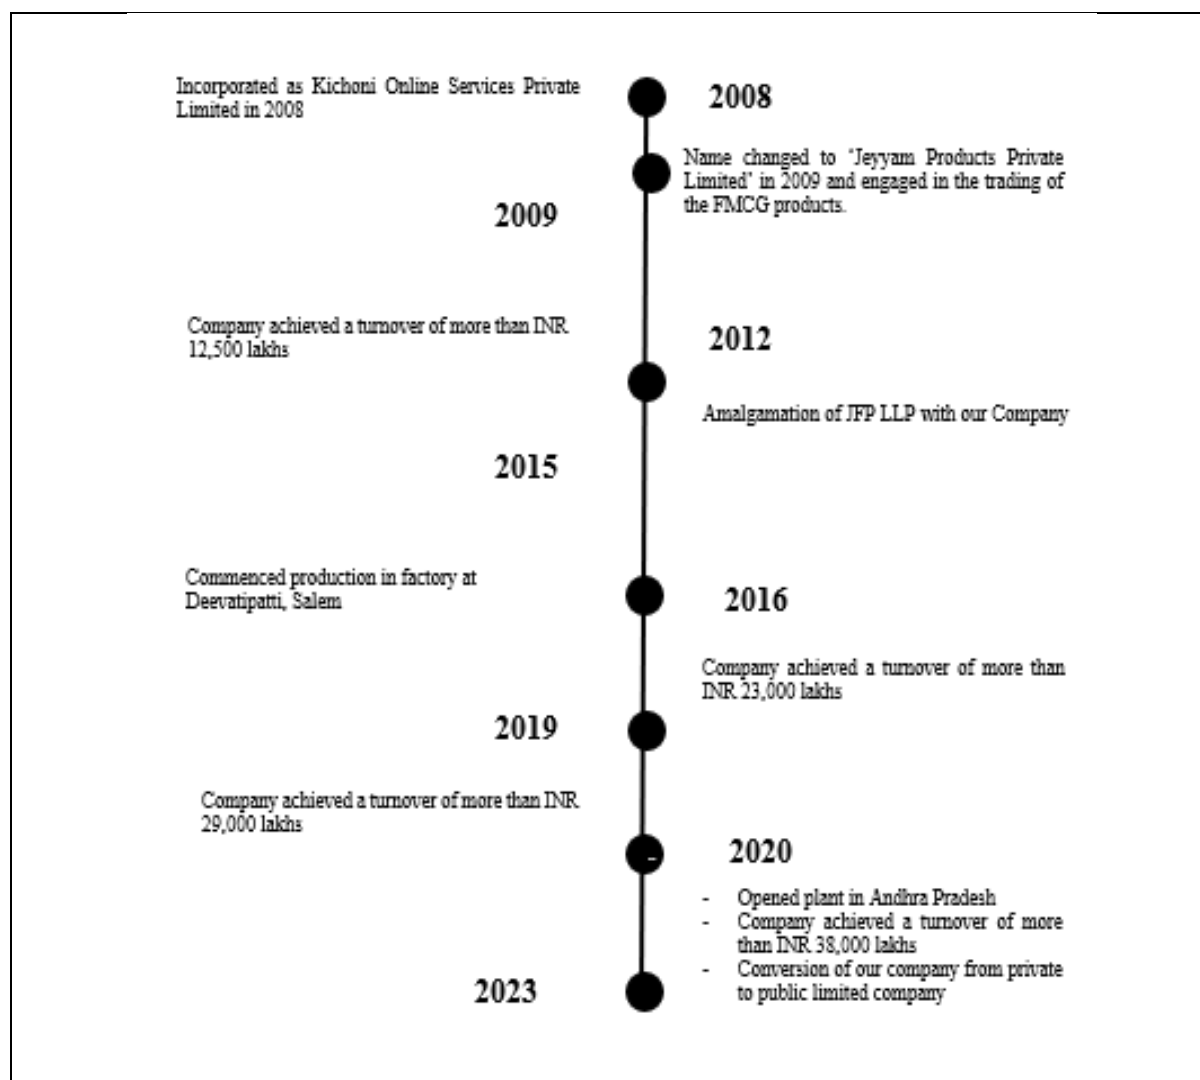 Incorporated as Kichoni Online Services Private
Limited in 2008
2008
Name changed to 'Jeyyam Products Private
Limited' in 2009 and engaged in the trading of
the FMCG products.
2009
Company achieved a turnover of more than INR
12,500 lakhs
2012
Amalgamation of JFP LLP with our Company
2015
Commenced production in factory at
Deevatipatti, Salem
2016
Company achieved a turnover of more than
INR 23,000 lakhs
2019
Company achieved a turnover of more than INR
29,000 lakhs
2020
- Opened plant in Andhra Pradesh
- Company achieved a turnover of more
than INR 38,000 lakhs
- Conversion of our company from private
to public limited company
2023